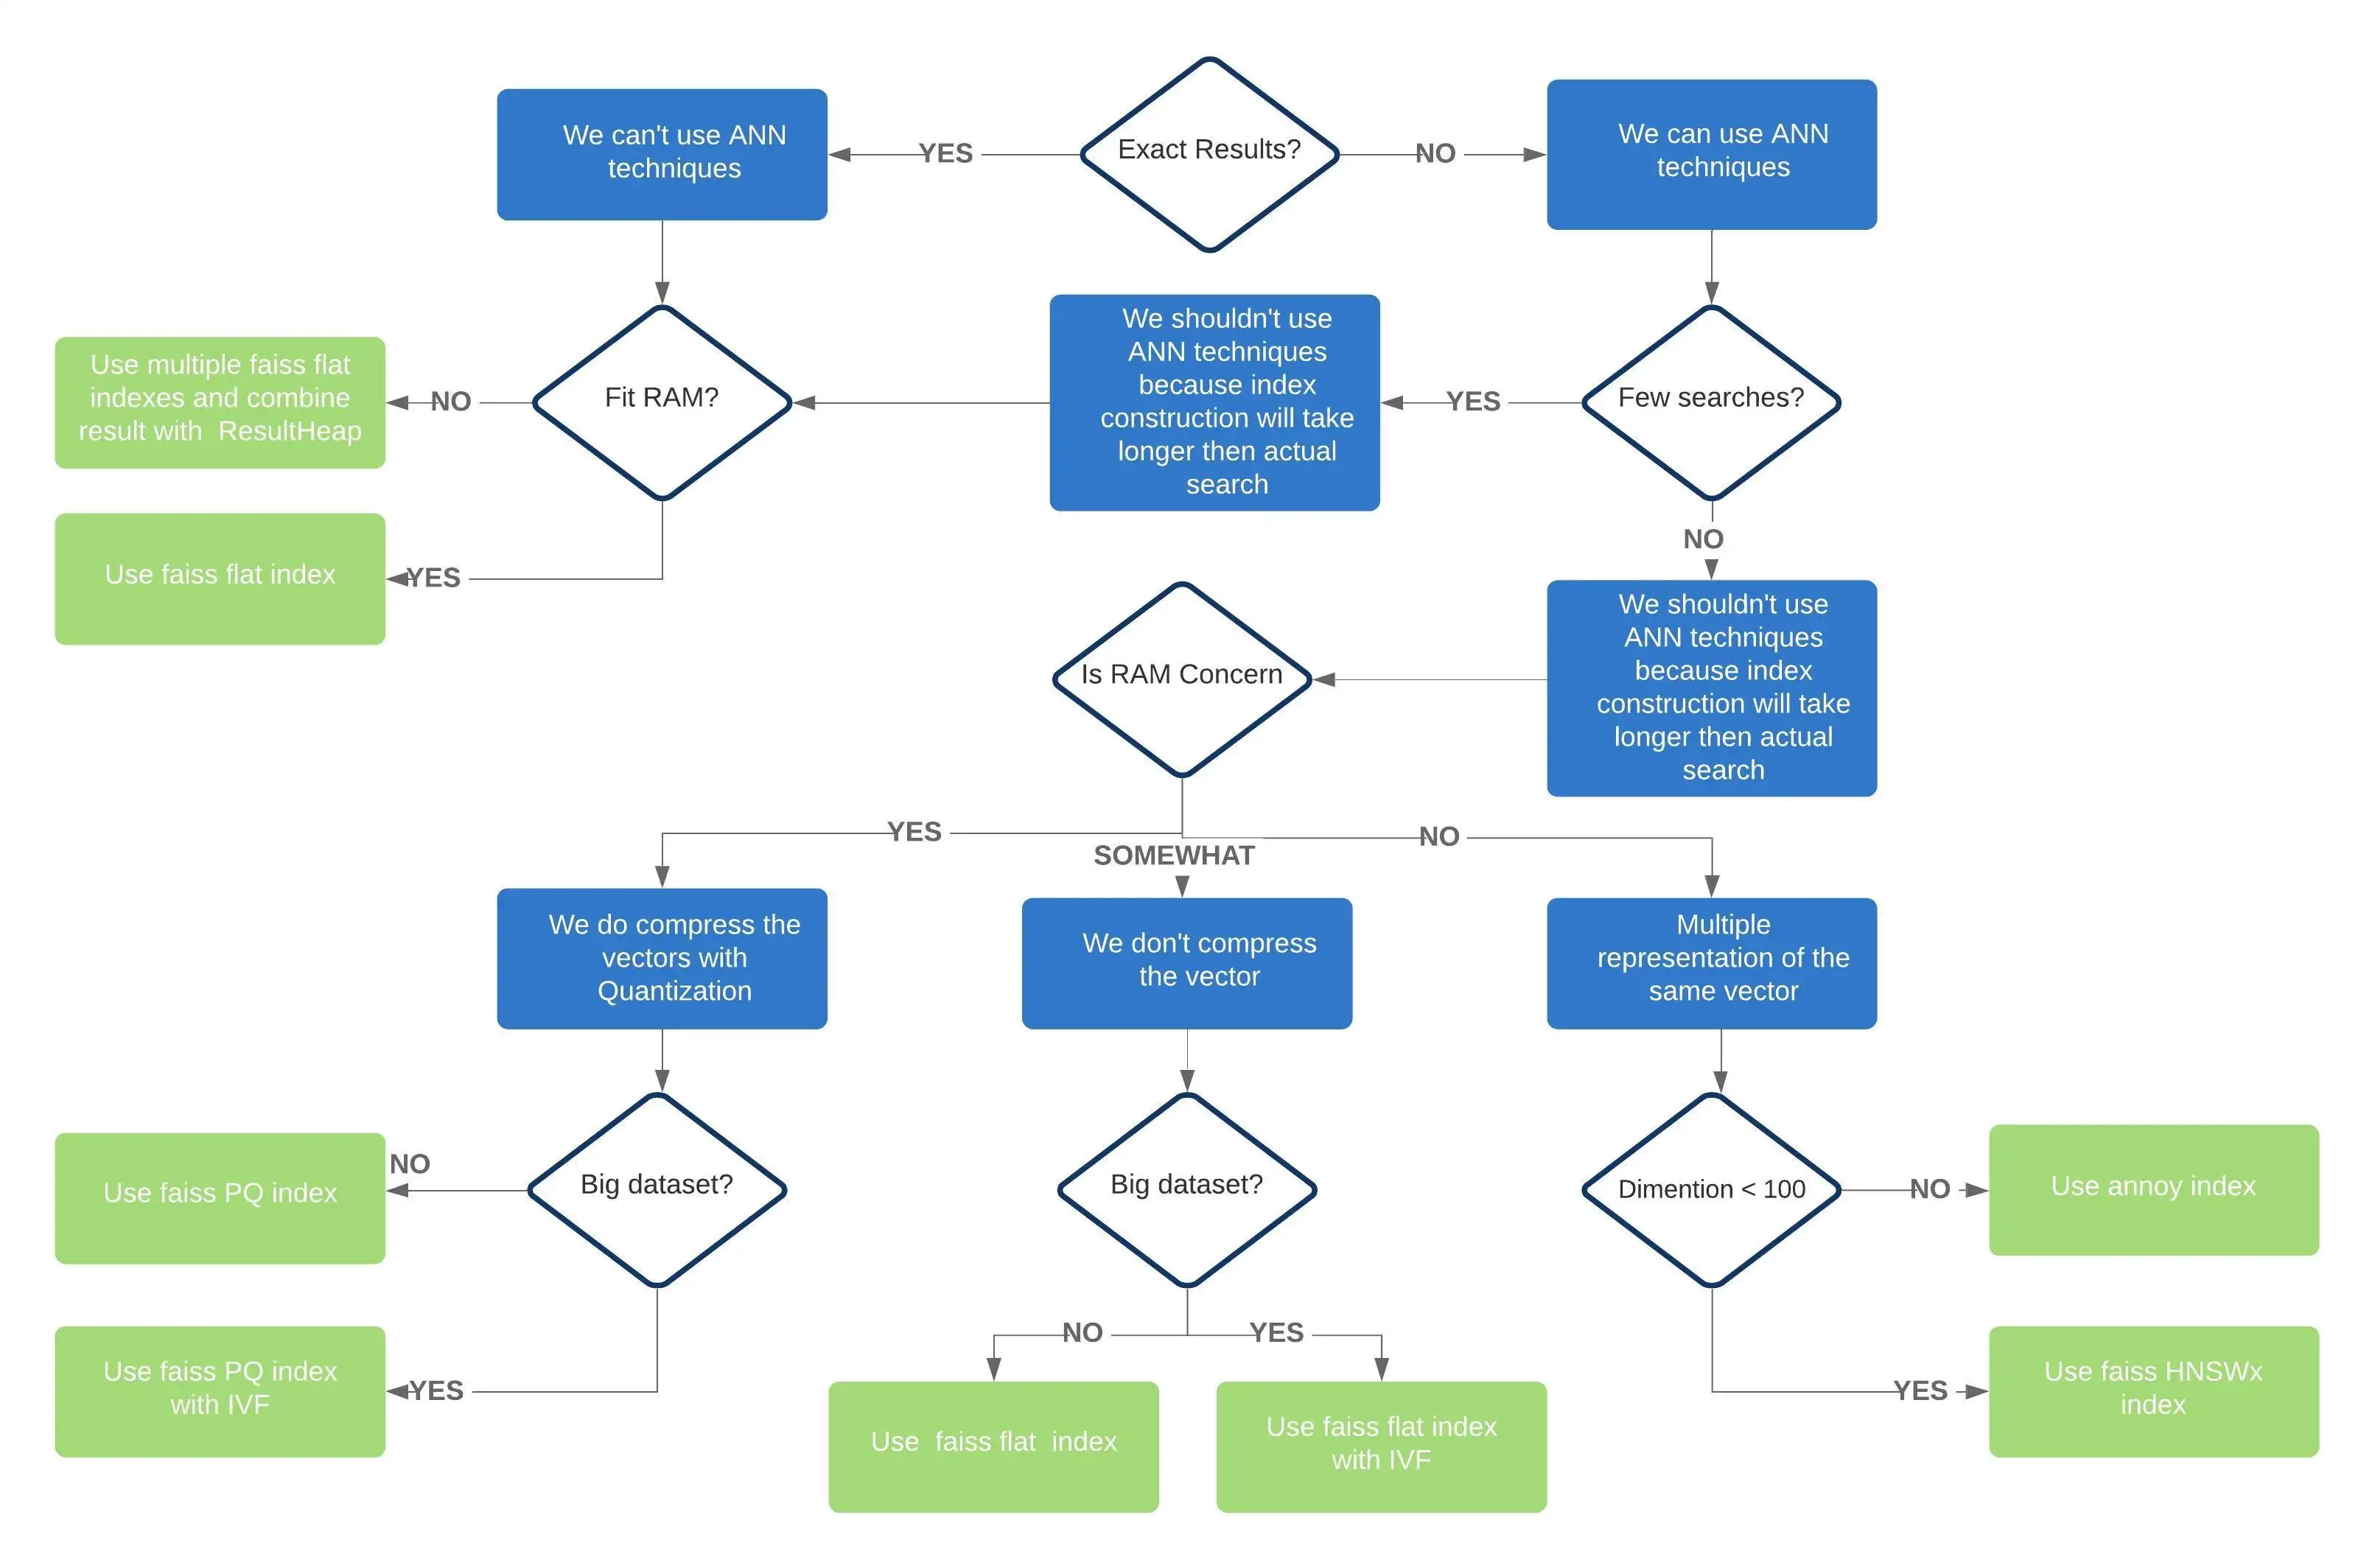 We can't use ANN
techniques
YES
Exact Results?
NO
We can use ANN
techniques
Use multiple faiss flat
indexes and combine
result with  ResultHeap
NO
Fit RAM?
We shouldn't use
ANN techniques
because index
construction will take
longer then actual
search
YES
Few searches?
Use faiss flat index
YES
NO
Is RAM Concern
We shouldn't use
ANN techniques
because index
construction will take
longer then actual
search
YES
SOMEWHAT
NO
We do compress the
vectors with
Quantization
We don't compress
the vector
Multiple
representation of the
same vector
Use faiss PQ index
NO
Big dataset?
Big dataset?
Dimention < 100
NO
Use annoy index
Use faiss PQ index
with IVF
YES
NO
YES
YES
Use faiss HNSWx
index
Use  faiss flat  index
Use faiss flat index
with IVF